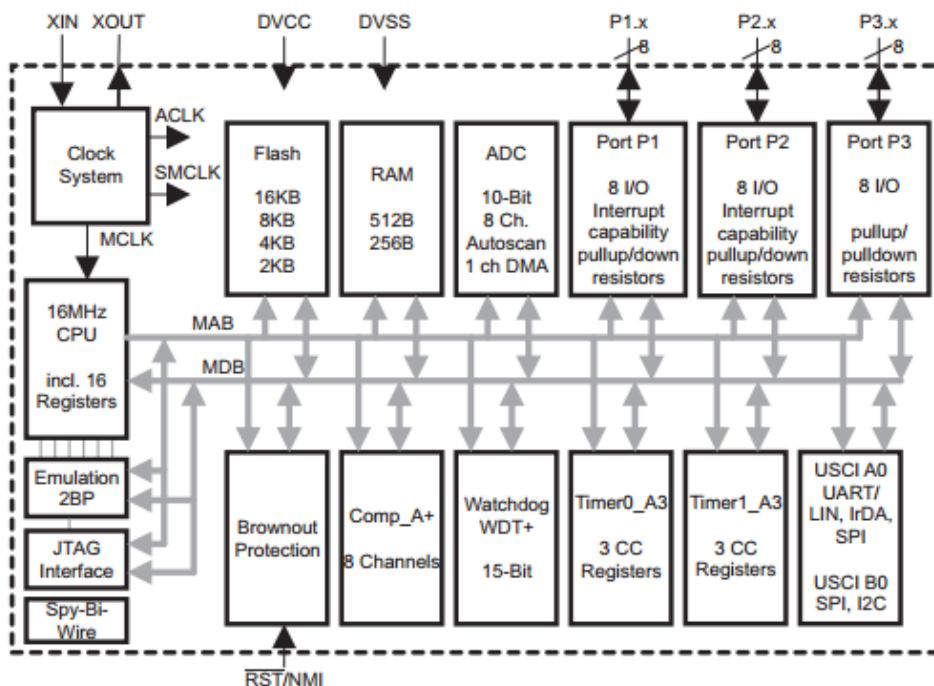 XIN XOUT DVCC DVSS P1.x P2.x P3.x
8 8 8
Clock
System
ACLK
SMCLK
MCLK
Flash
16KB
8KB
4KB
2KB
RAM
512B
256B
ADC
10-Bit
8 Ch.
Autoscan
1 ch DMA
Port P1
8 I/O
Interrupt
capability
pullup/down
resistors
Port P2
8 I/O
Interrupt
capability
pullup/down
resistors
Port P3
8 I/O
pullup/
pulldown
resistors
16MHz
CPU
incl. 16
Registers
MAB
MDB
Emulation
2BP
JTAG
Interface
Spy-Bi-
Wire
Brownout
Protection
Comp_A+
8 Channels
Watchdog
WDT+
15-Bit
Timer0_A3
3 CC
Registers
Timer1_A3
3 CC
Registers
USCI A0
UART/
LIN, IrDA,
SPI
USCI B0
SPI, I2C
RST/NMI